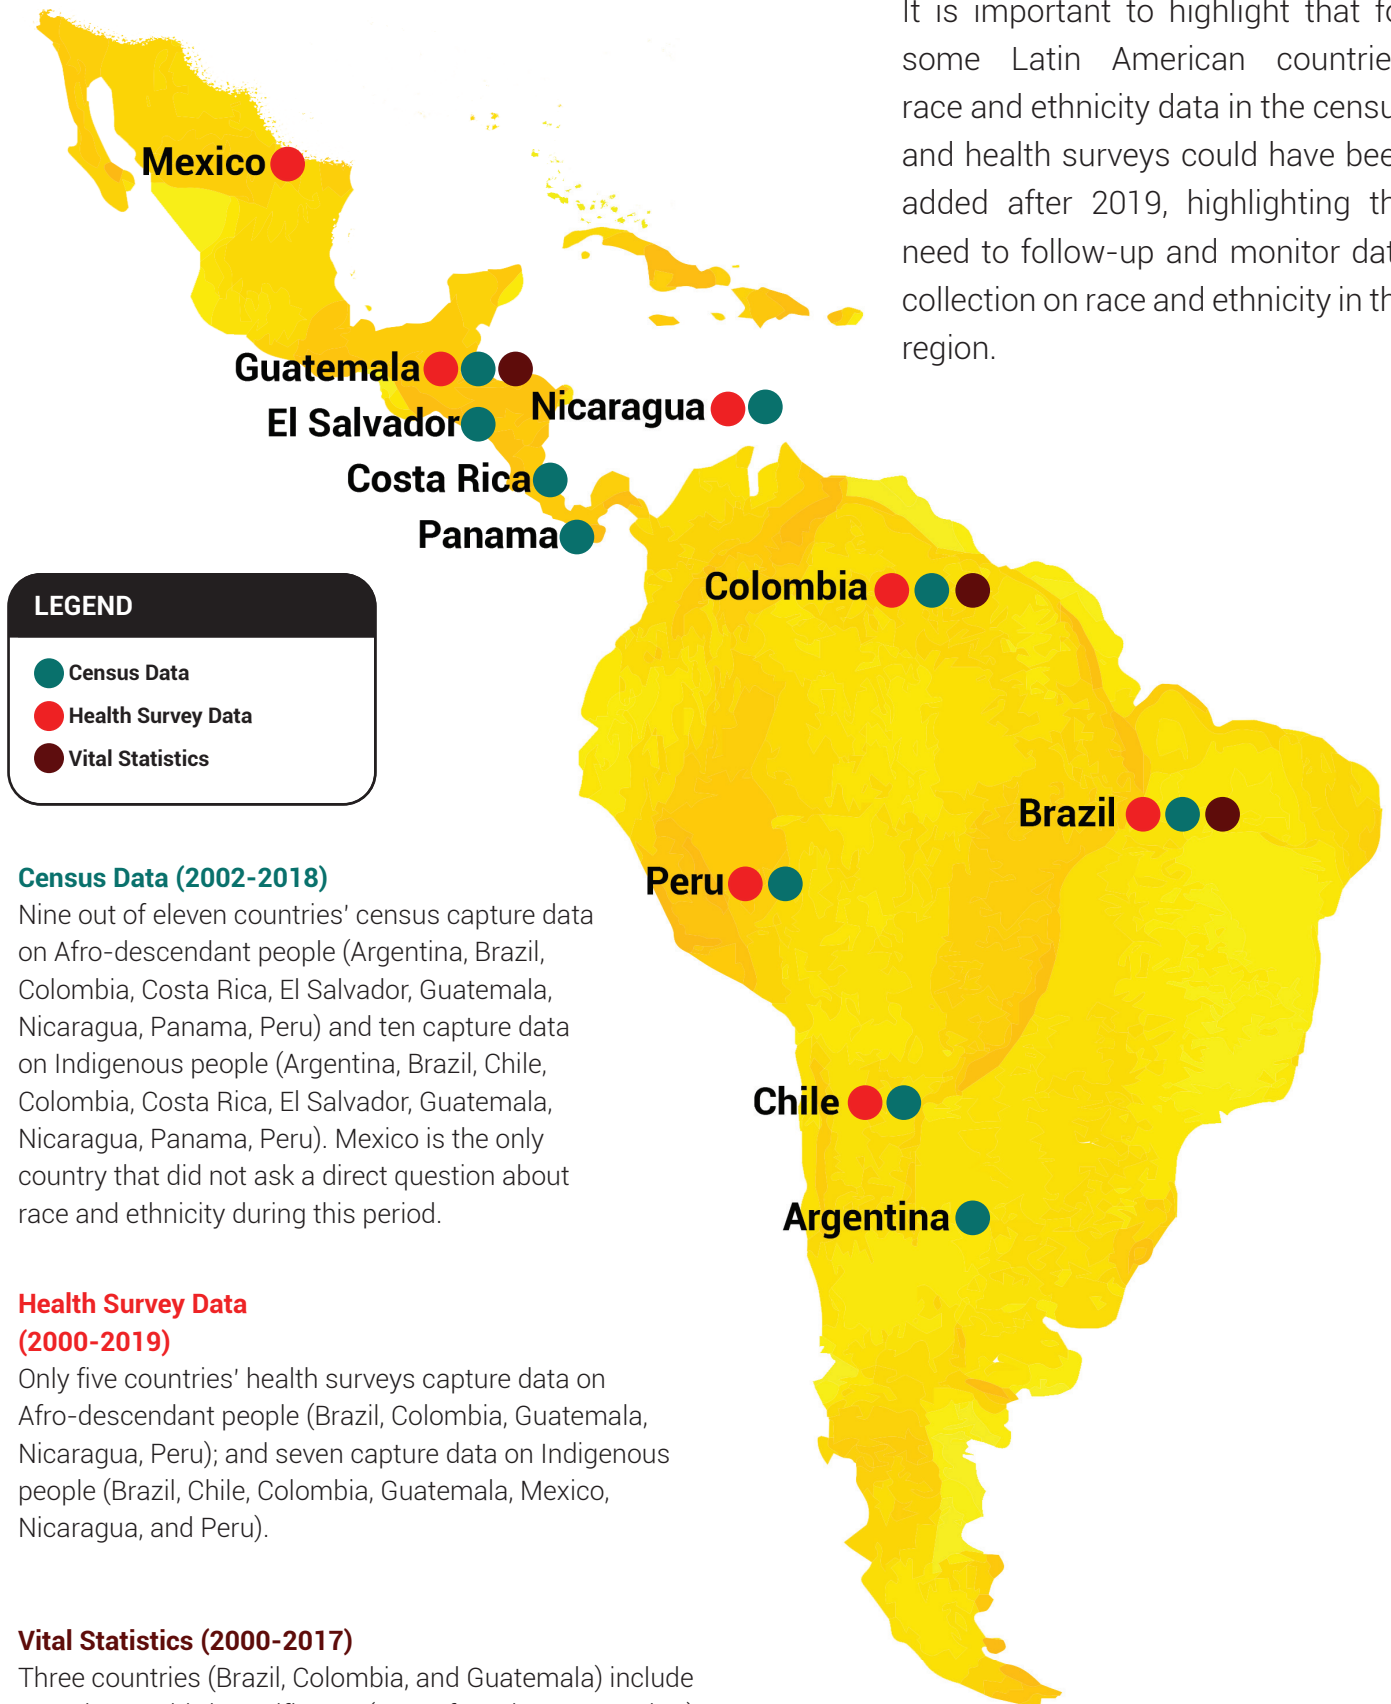 It is important to highlight that
some Latin American
race and ethnicity data in the
and health surveys could have
added after 2019, highlighting
need to follow-up and monitor
collection on race and ethnicity in
region.
Mexico
Guatemala
Nicaragua
El Salvador
Costa Rica
Panama
Colombia
LEGEND
Census Data
Health Survey Data
Vital Statistics
Brazil
Peru
Chile
Argentina
Census Data (2002-2018)
Nine out of eleven countries' census capture data
on Afro-descendant people (Argentina, Brazil,
Colombia, Costa Rica, El Salvador, Guatemala,
Nicaragua, Panama, Peru) and ten capture data
on Indigenous people (Argentina, Brazil, Chile,
Colombia, Costa Rica, El Salvador, Guatemala,
Nicaragua, Panama, Peru). Mexico is the only
country that did not ask a direct question about
race and ethnicity during this period.
Health Survey Data
(2000-2019)
Only five countries' health surveys capture data on
Afro-descendant people (Brazil, Colombia, Guatemala,
Nicaragua, Peru); and seven capture data on Indigenous
people (Brazil, Chile, Colombia, Guatemala, Mexico,
Nicaragua, and Peru).
Vital Statistics (2000-2017)
Three countries (Brazil, Colombia, and Guatemala) include